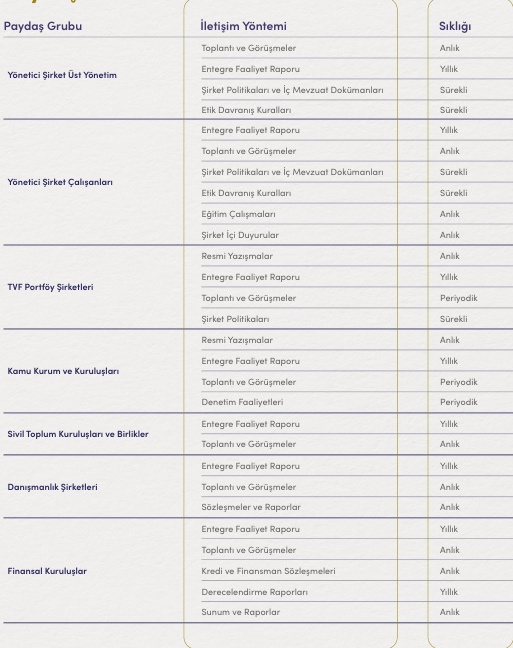 Paydaş Grubu İletişim Yöntemi Sıklığı
Toplantı ve Görüşmeler Anlık
Entegre Faaliyet Raporu Yıllık
Yönetici Şirket Üst Yönetim
Şirket Politikaları ve İç Mevzuat Dokümanları Sürekli
Etik Davranış Kuralları Sürekli
Entegre Faaliyet Raporu Yıllık
Toplantı ve Görüşmeler Anlık
Şirket Politikaları ve İç Mevzuat Dokümanları Sürekli
Yönetici Şirket Çalışanları
Etik Davranış Kuralları Sürekli
Eğitim Çalışmaları Anlık
Şirket İçi Duyurular Anlık
Resmi Yazışmalar Anlık
Entegre Faaliyet Raporu Yıllık
TVF Portföy Şirketleri
Toplantı ve Görüşmeler Periyodik
Şirket Politikaları Sürekli
Resmi Yazışmalar Anlık
Entegre Faaliyet Raporu Yıllık
Kamu Kurum ve Kuruluşları
Toplantı ve Görüşmeler Periyodik
Denetim Faaliyetleri Periyodik
Entegre Faaliyet Raporu Yıllık
Sivil Toplum Kuruluşları ve Birlikler
Toplantı ve Görüşmeler Anlık
Entegre Faaliyet Raporu Yıllık
Danışmanlık Şirketleri Toplantı ve Görüşmeler Anlık
Sözleşmeler ve Raporlar Anlık
Entegre Faaliyet Raporu Yıllık
Toplantı ve Görüşmeler Anlık
Finansal Kuruluşlar Kredi ve Finansman Sözleşmeleri Anlık
Derecelendirme Raporları Yıllık
Sunum ve Raporlar Anlık